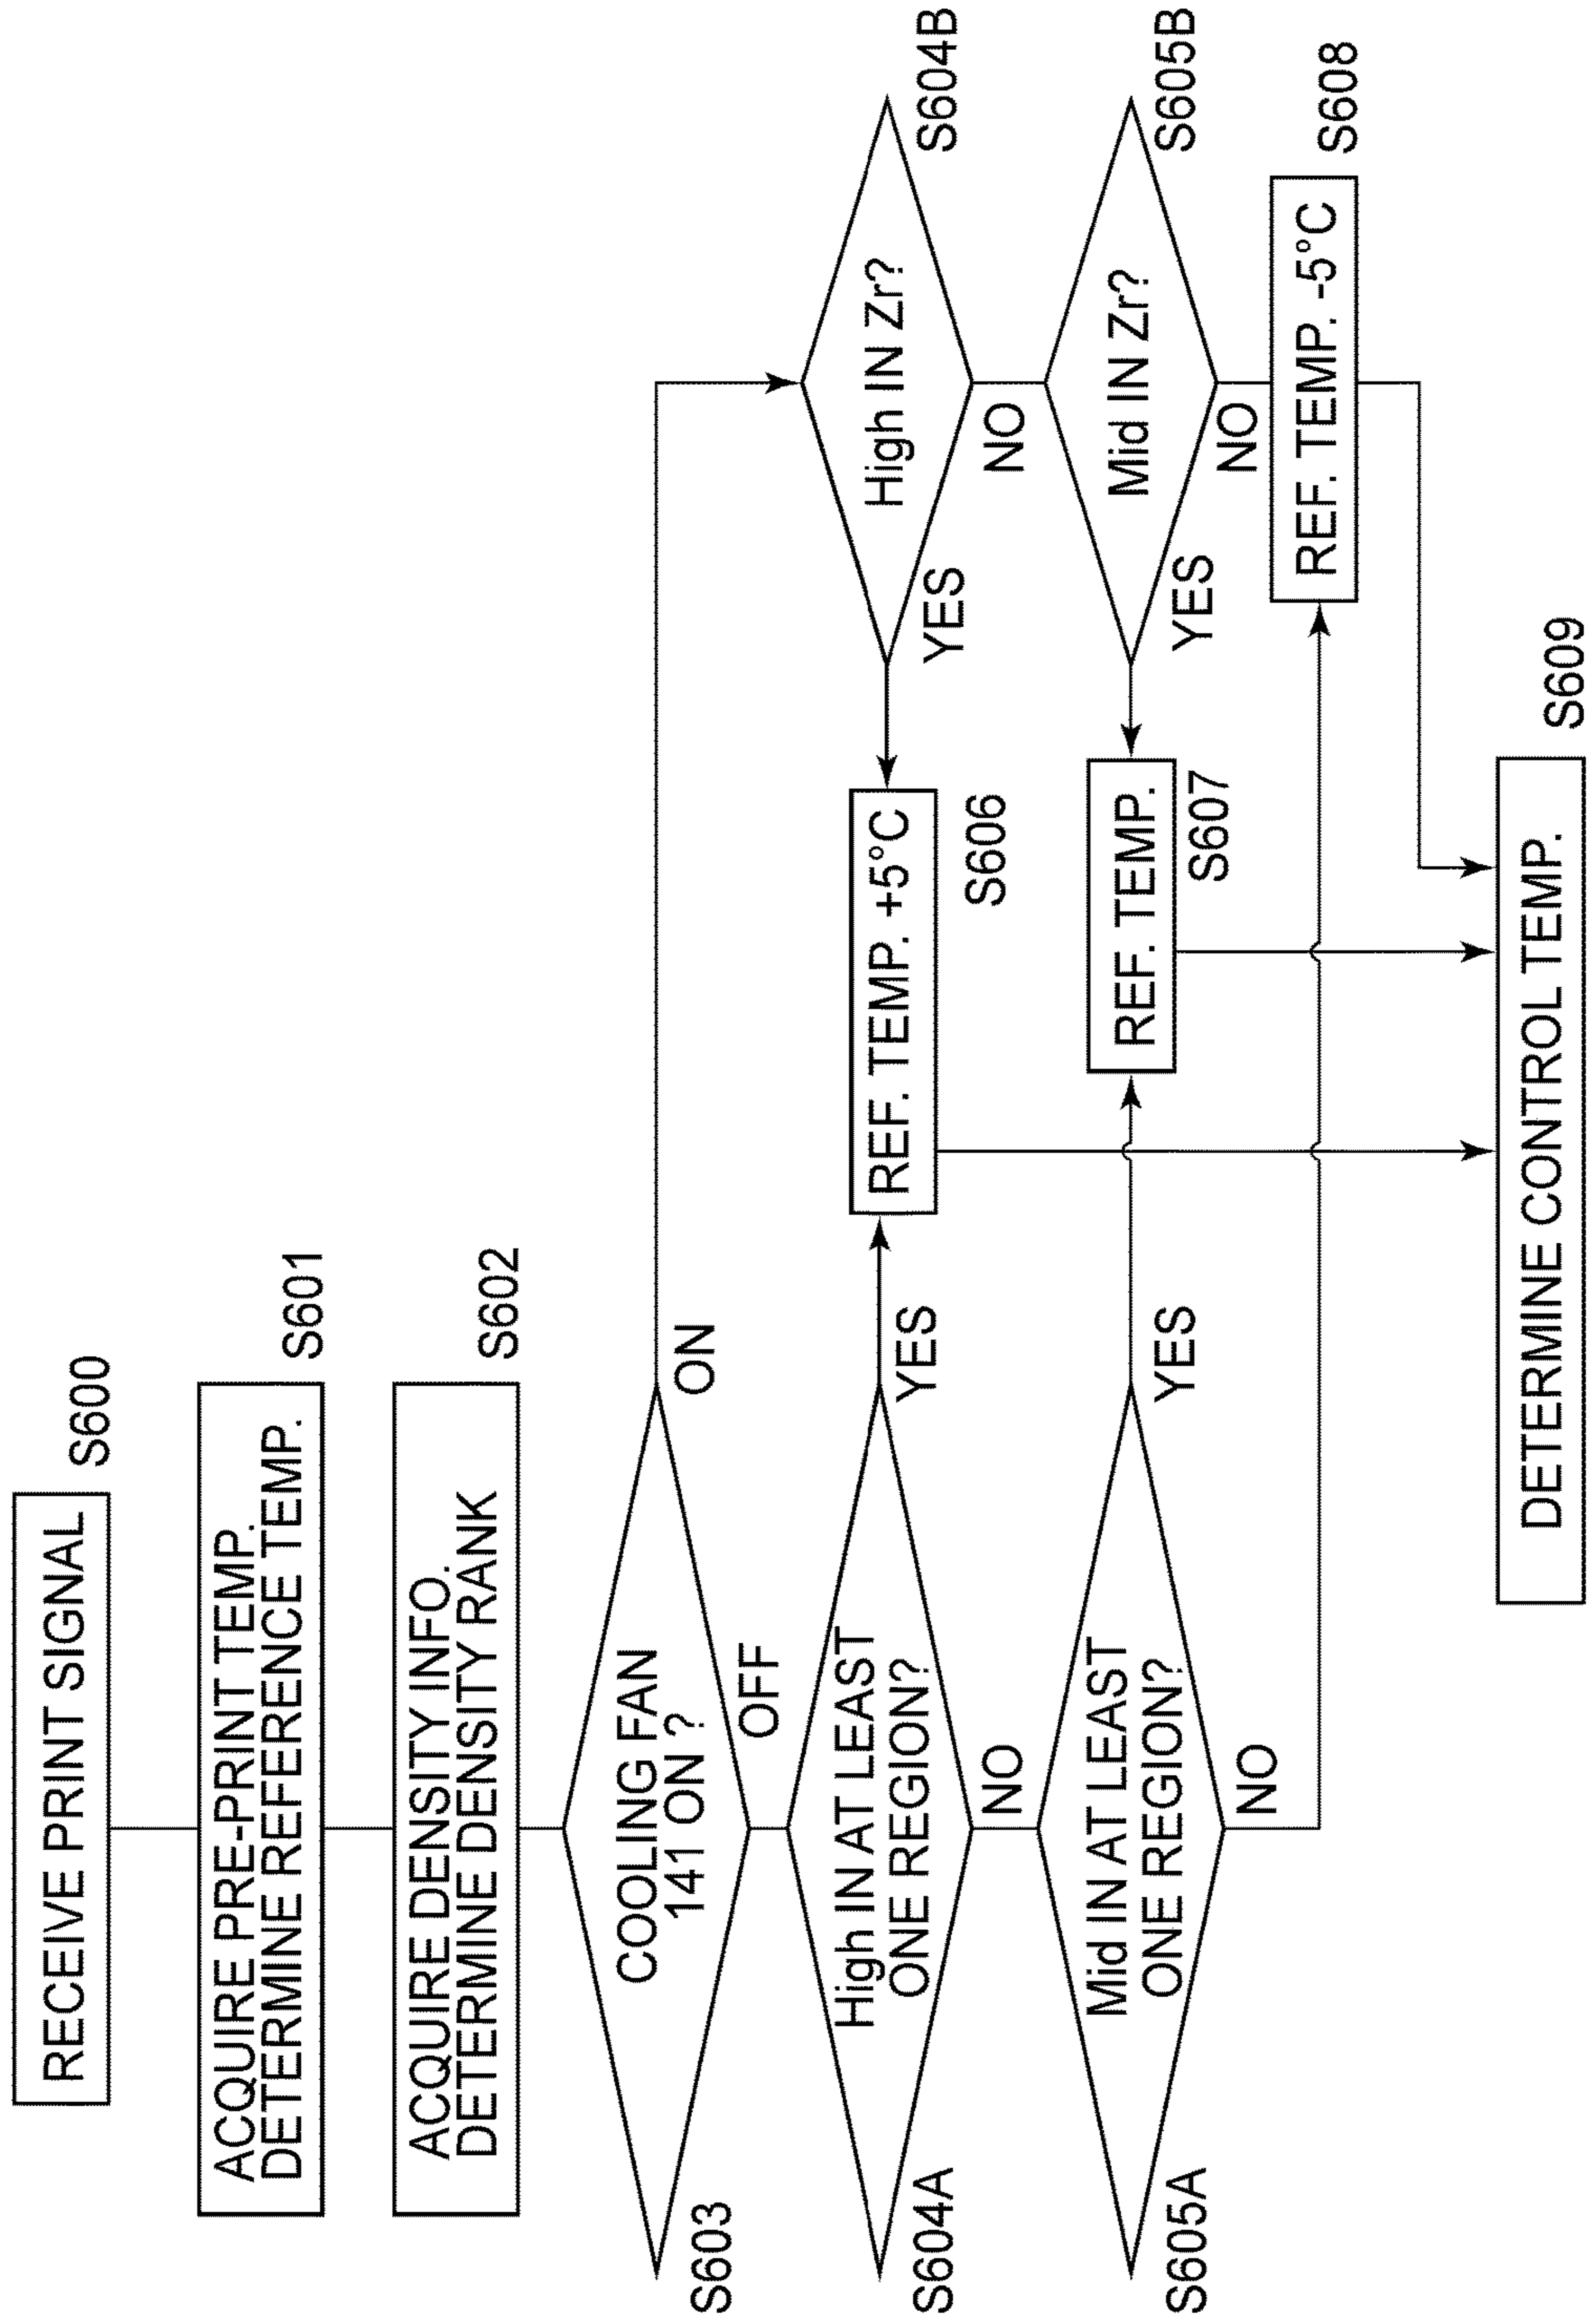 RECEIVE PRINT SIGNAL
S600
ACQUIRE PRE-PRINT TEMP.
DETERMINE REFERENCE TEMP.
S601
ACQUIRE DENSITY INFO.
DETERMINE DENSITY RANK
S602
COOLING FAN
141 ON ?
S603
ON
OFF
High IN AT LEAST
ONE REGION?
S604A
YES
NO
REF. TEMP. +5°C
S606
YES
High IN Zr?
S604B
NO
Mid IN AT LEAST
ONE REGION?
S605A
YES
NO
REF. TEMP.
S607
YES
Mid IN Zr?
S605B
NO
REF. TEMP. -5°C
S608
DETERMINE CONTROL TEMP.
S609